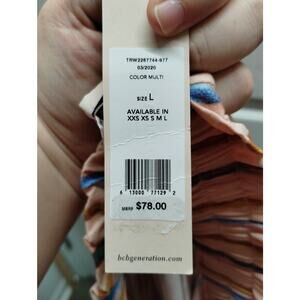 TRW2267744-977
03/2020
COLOR MULTI
SIZE L
AVAILABLE IN
XXS XS S M L
6 13000 77129 2
MSRP $78.00
bcbgeneration.com